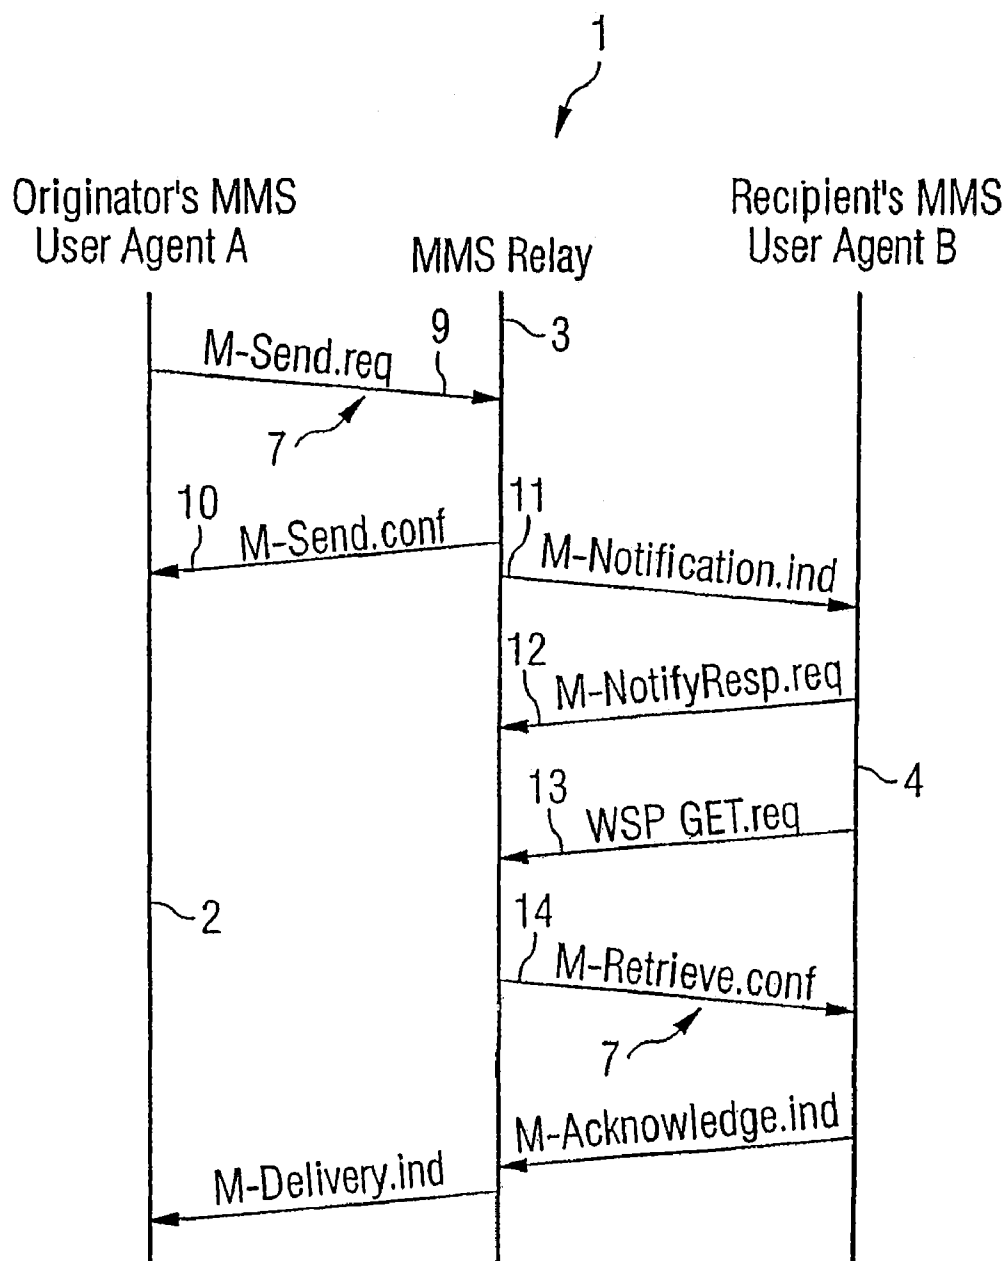 1
Originator's MMS
User Agent A
MMS Relay
Recipient's MMS
User Agent B
M-Send.req
9
3
7
10
M-Send.conf
11
M-Notification.ind
12
M-NotifyResp.req
4
13
WSP GET.req
2
14
M-Retrieve.conf
7
M-Acknowledge.ind
M-Delivery.ind